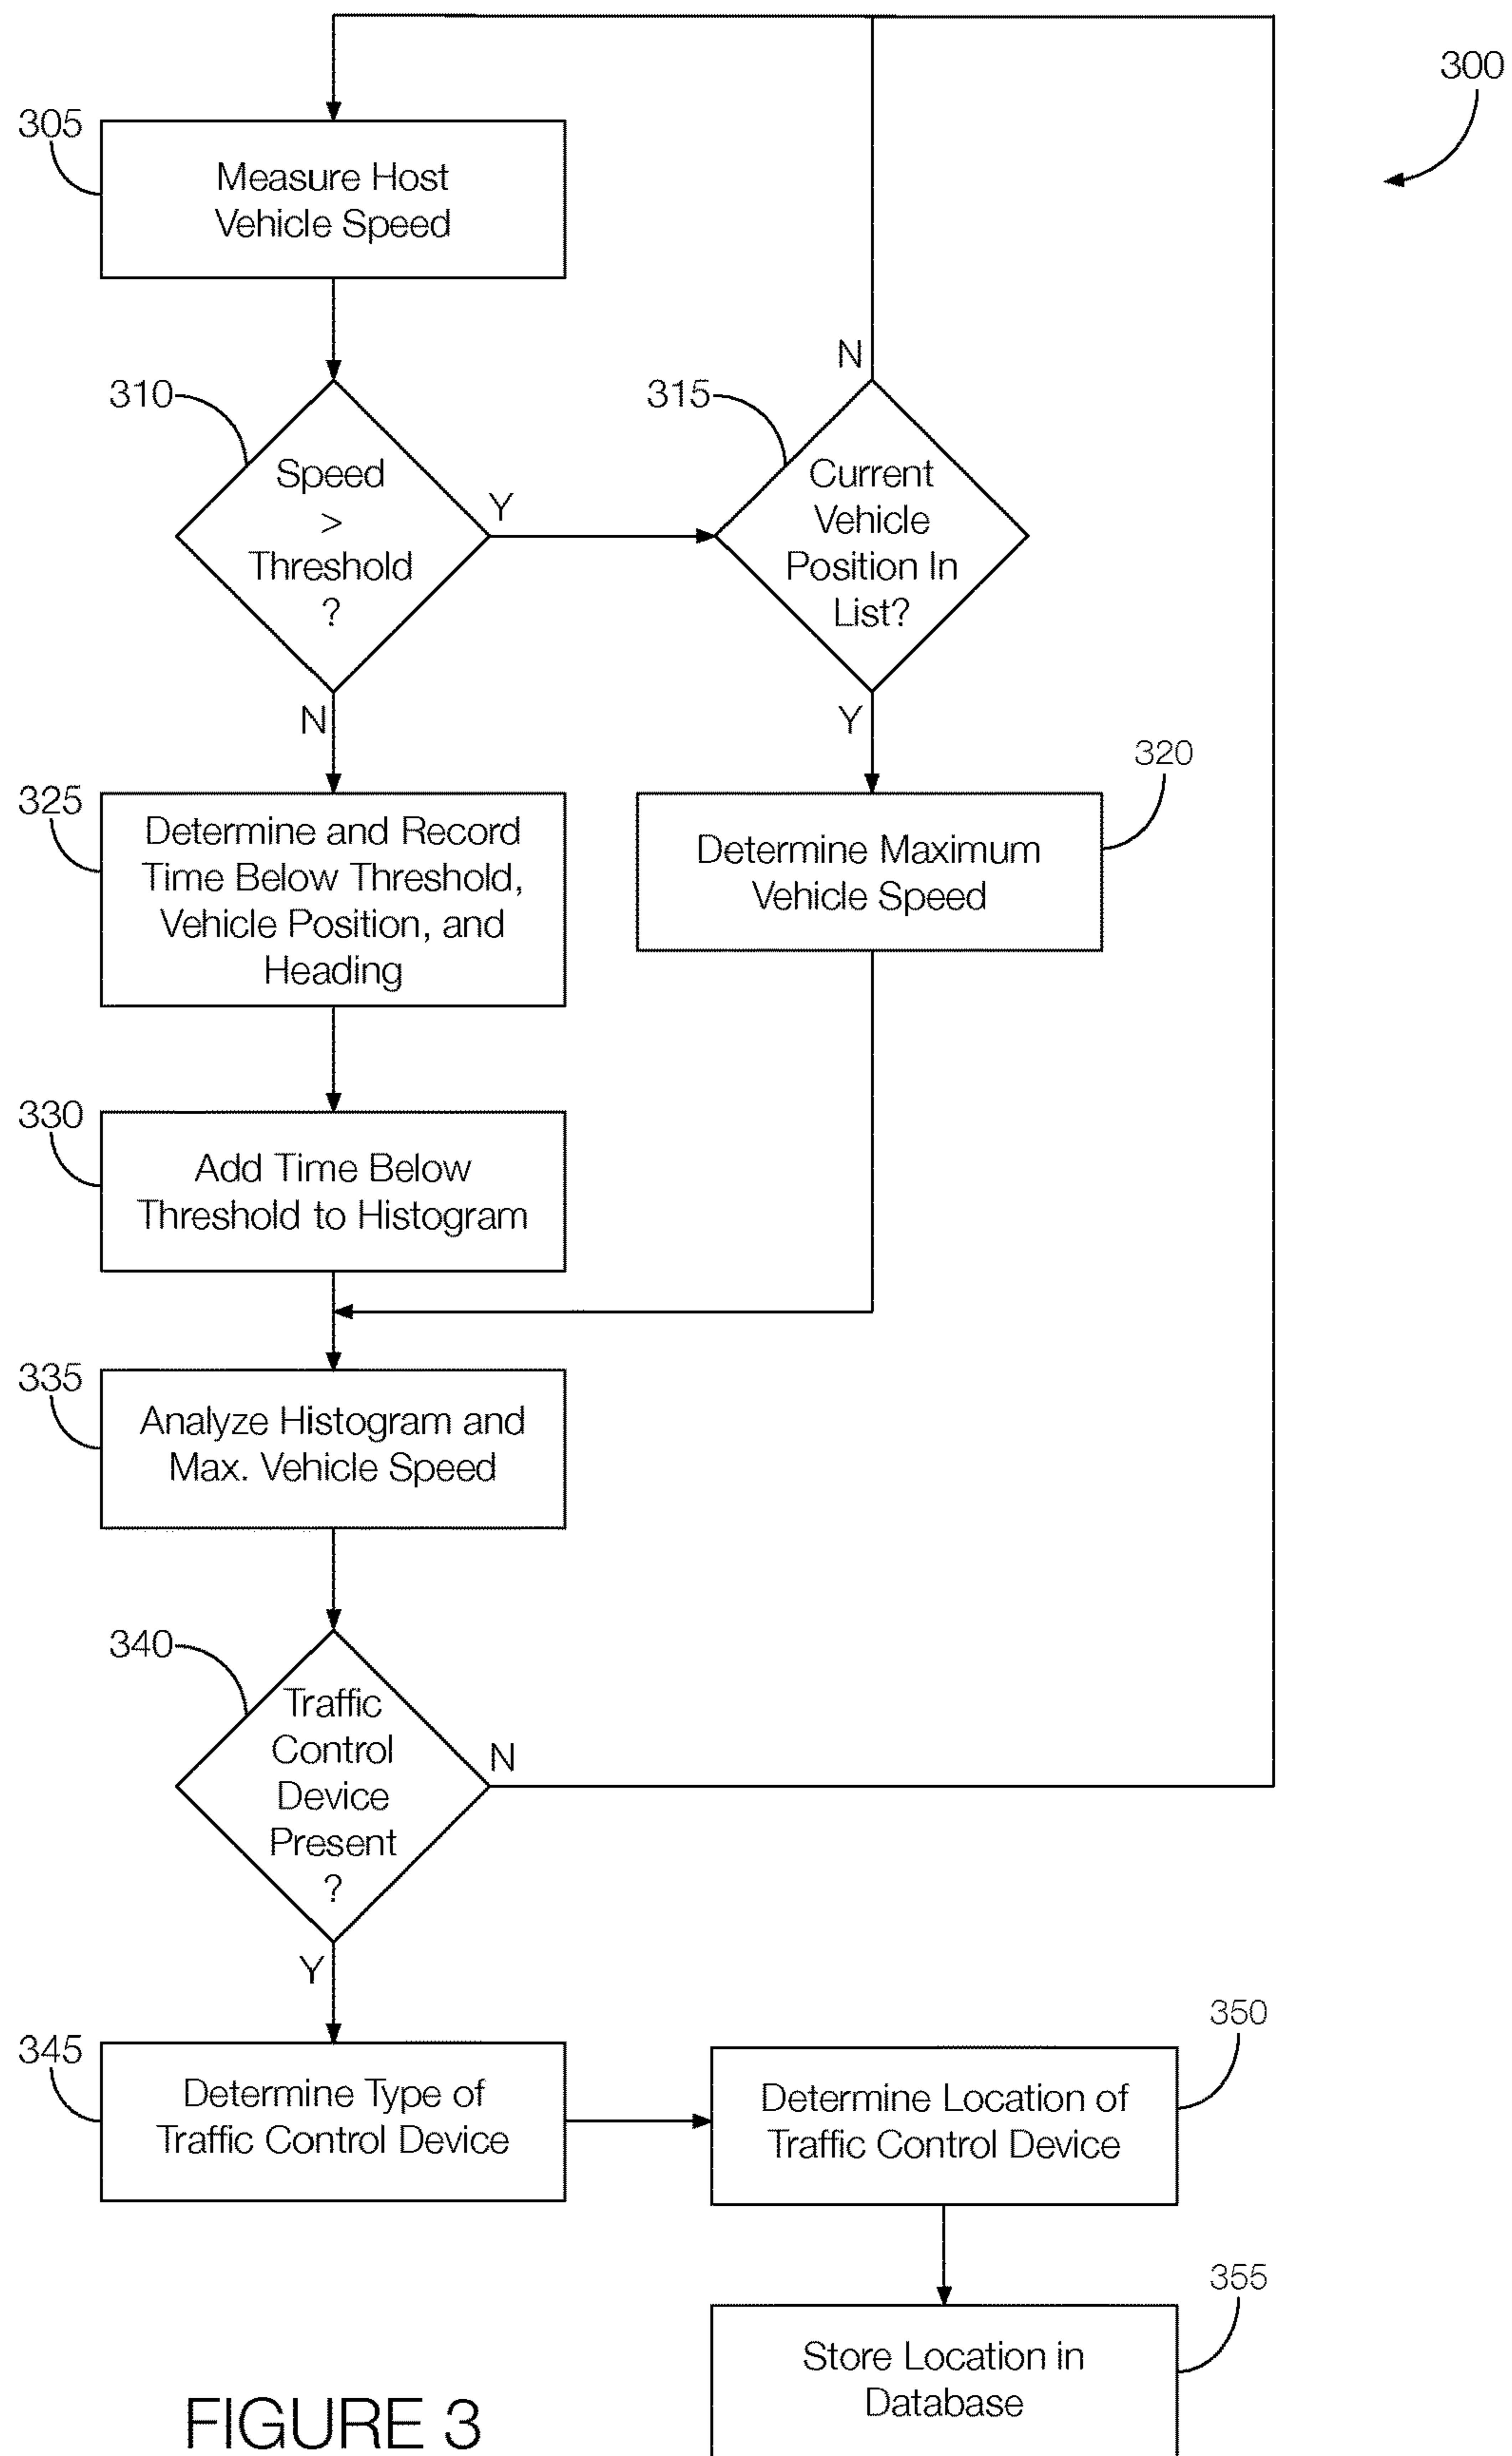 300
305
Measure Host
Vehicle Speed
310
Speed
>
Threshold
?
Y
N
315
Current
Vehicle
Position In
List?
N
Y
320
Determine Maximum
Vehicle Speed
325
Determine and Record
Time Below Threshold,
Vehicle Position, and
Heading
330
Add Time Below
Threshold to Histogram
335
Analyze Histogram and
Max. Vehicle Speed
340
Traffic
Control
Device
Present
?
N
Y
345
Determine Type of
Traffic Control Device
350
Determine Location of
Traffic Control Device
355
Store Location in
Database
FIGURE 3